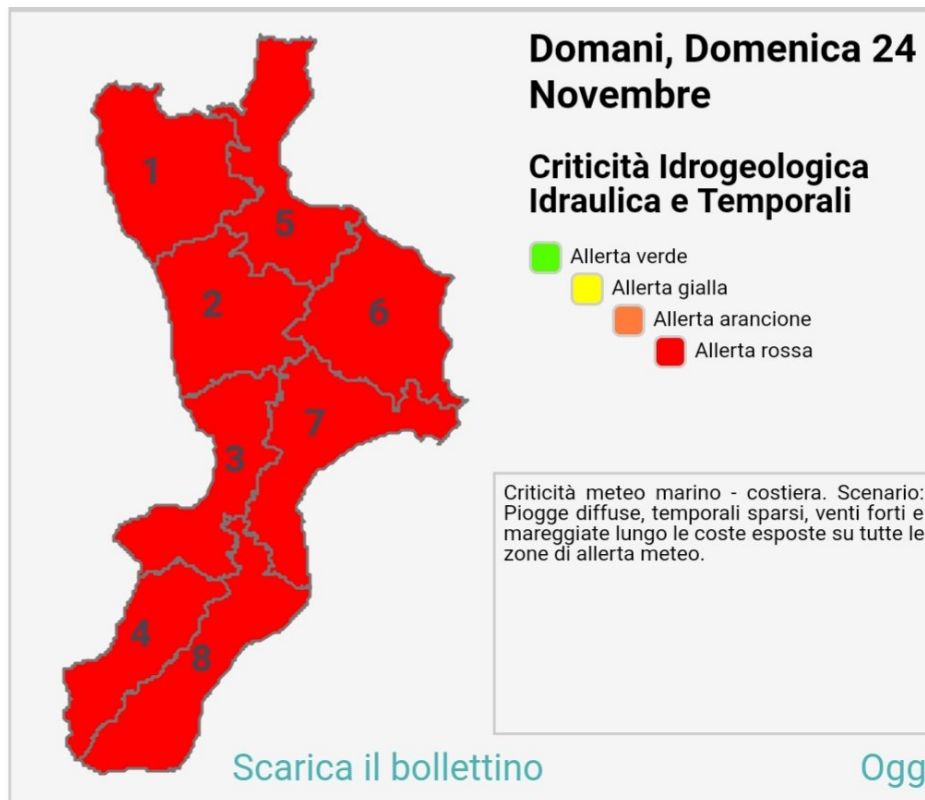 Domani, Domenica 24
Novembre
Criticità Idrogeologica
Idraulica e Temporali
Allerta verde
Allerta gialla
Allerta arancione
Allerta rossa
1
5
2
6
7
3
4
8
Criticità meteo marino - costiera. Scenario:
Piogge diffuse, temporali sparsi, venti forti e
mareggiate lungo le coste esposte su tutte le
zone di allerta meteo.
Scarica il bollettino
Ogg